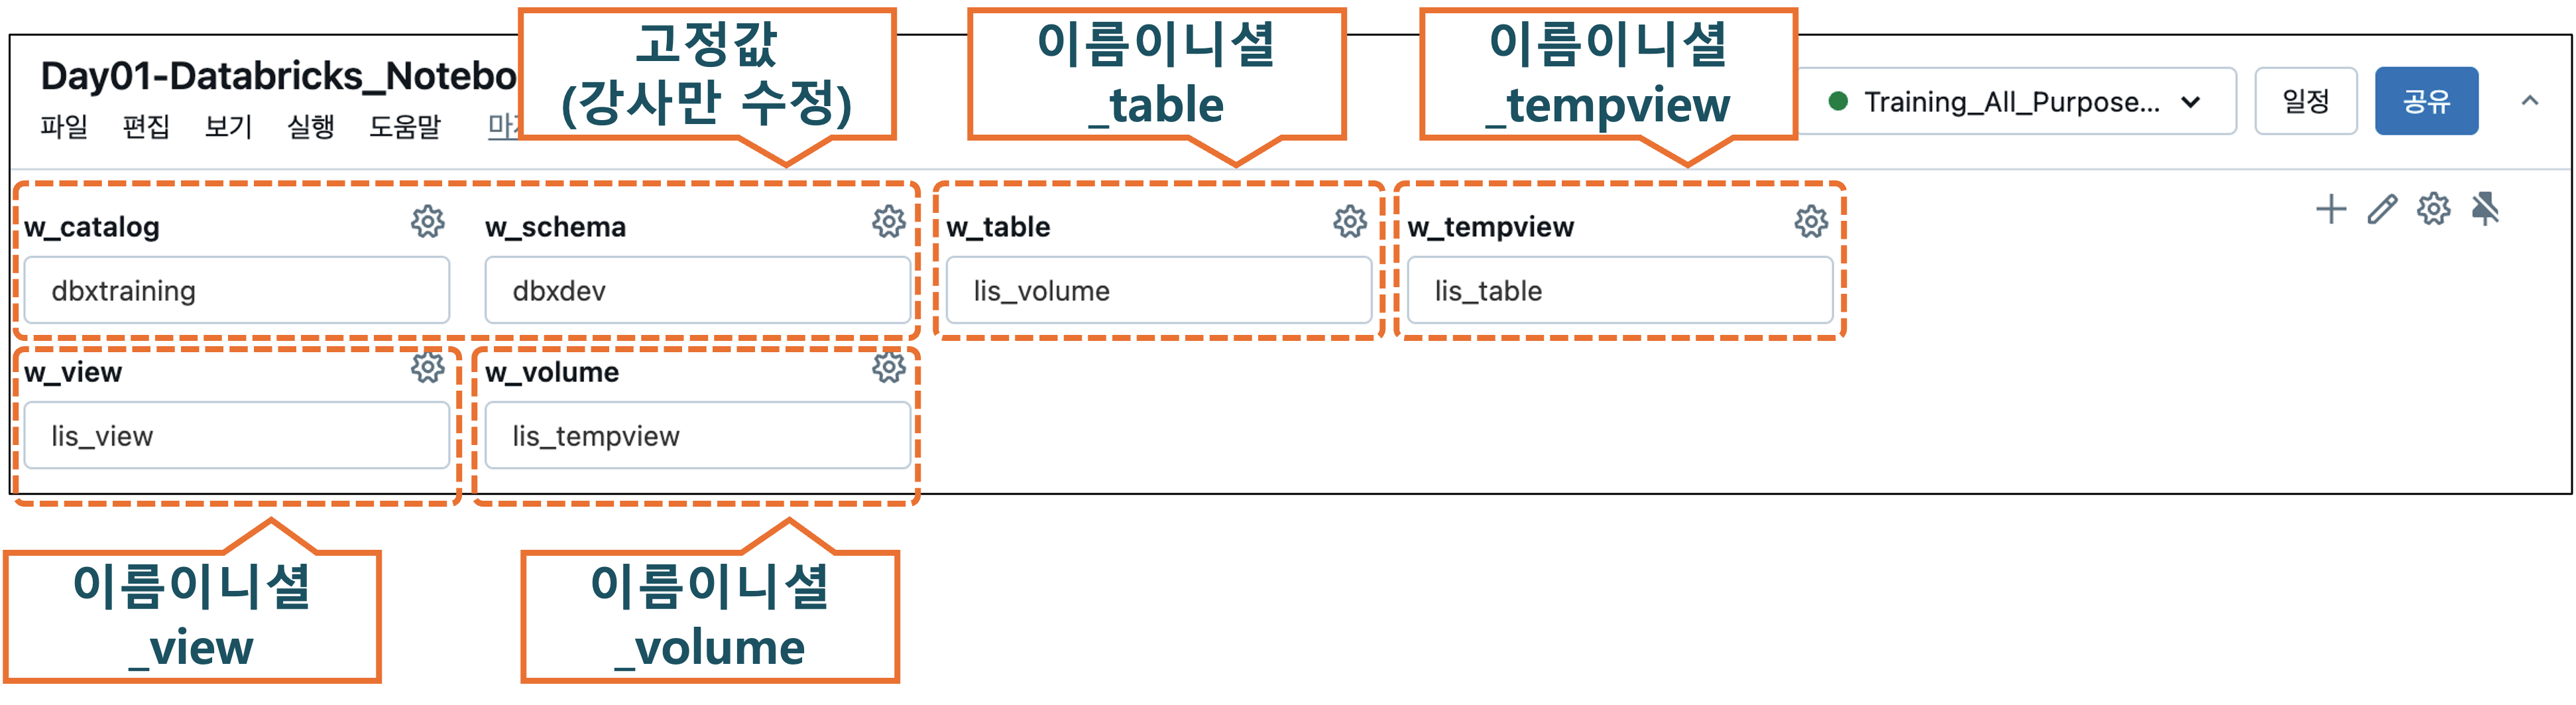 고정값
(강사만 수정)
이름이니셜
_table
이름이니셜
_tempview
Day01-Databricks_Notebo
파일 편집 보기 실행 도움말
Training_All_Purpose...
일정
공유
w_catalog
dbxtraining
w_schema
dbxdev
w_table
lis_volume
w_tempview
lis_table
w_view
lis_view
w_volume
lis_tempview
이름이니셜
_view
이름이니셜
_volume